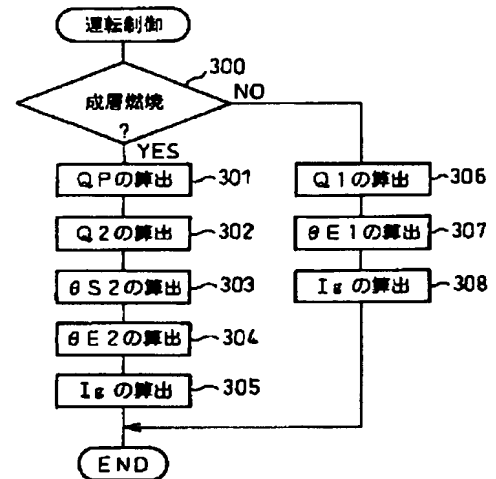 運転制御
300
成層燃焼
?
NO
YES
QPの算出
301
Q2の算出
302
θS2の算出
303
θE2の算出
304
Igの算出
305
Q1の算出
306
θE1の算出
307
Igの算出
308
END